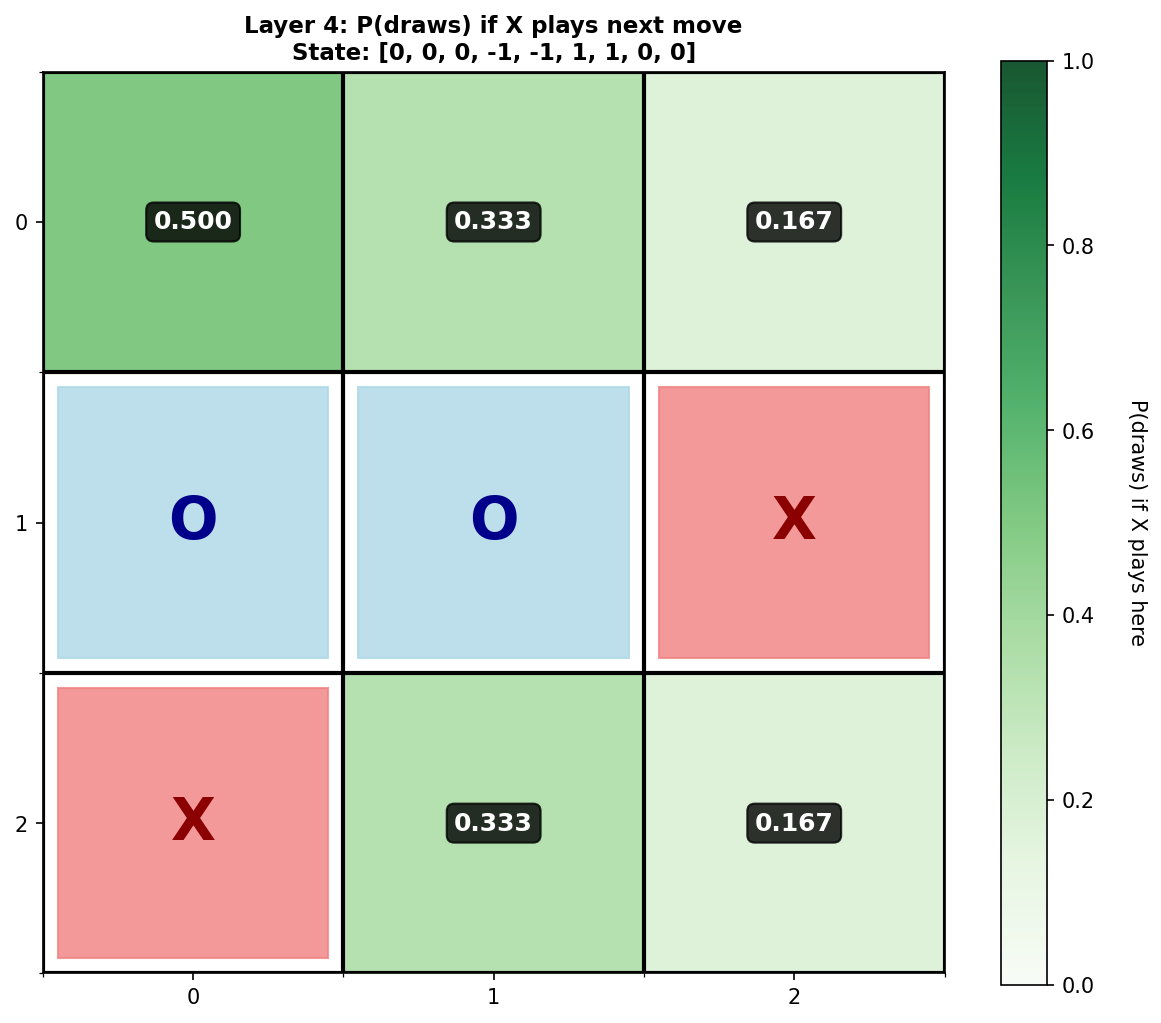 Layer 4: P(draws) if X plays next move
State: [0, 0, 0, -1, -1, 1, 1, 0, 0]
0 0.500 0.333 0.167
1 O O X
2 X 0.333 0.167
0 1 2
1.0
0.8
0.6
0.4
0.2
0.0
P(draws) if X plays here